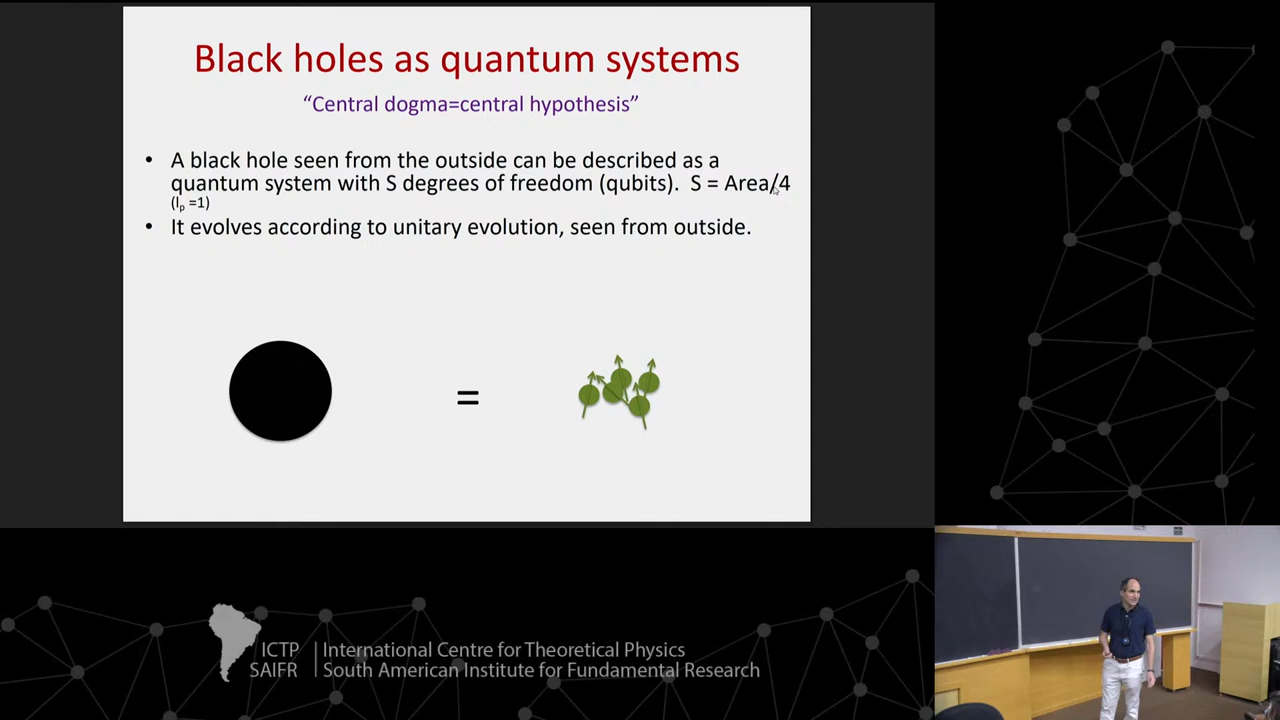 Black holes as quantum systems
“Central dogma=central hypothesis”
• A black hole seen from the outside can be described as a
quantum system with S degrees of freedom (qubits). S = Area/4
(lₚ =1)
• It evolves according to unitary evolution, seen from outside.
=
ICTP
SAIFR
International Centre for Theoretical Physics
South American Institute for Fundamental Research